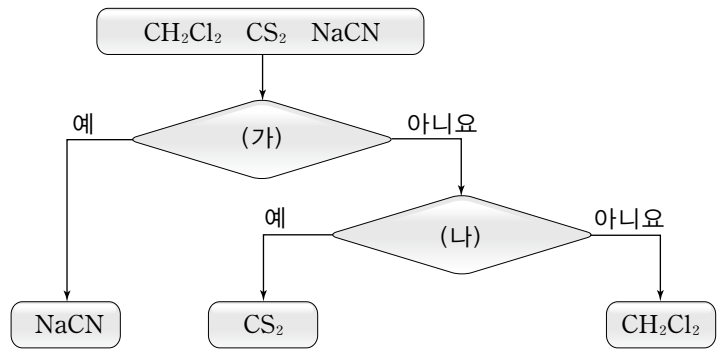 CH₂Cl₂ CS₂ NaCN
예 (가) 아니요
예 (나) 아니요
NaCN CS₂ CH₂Cl₂